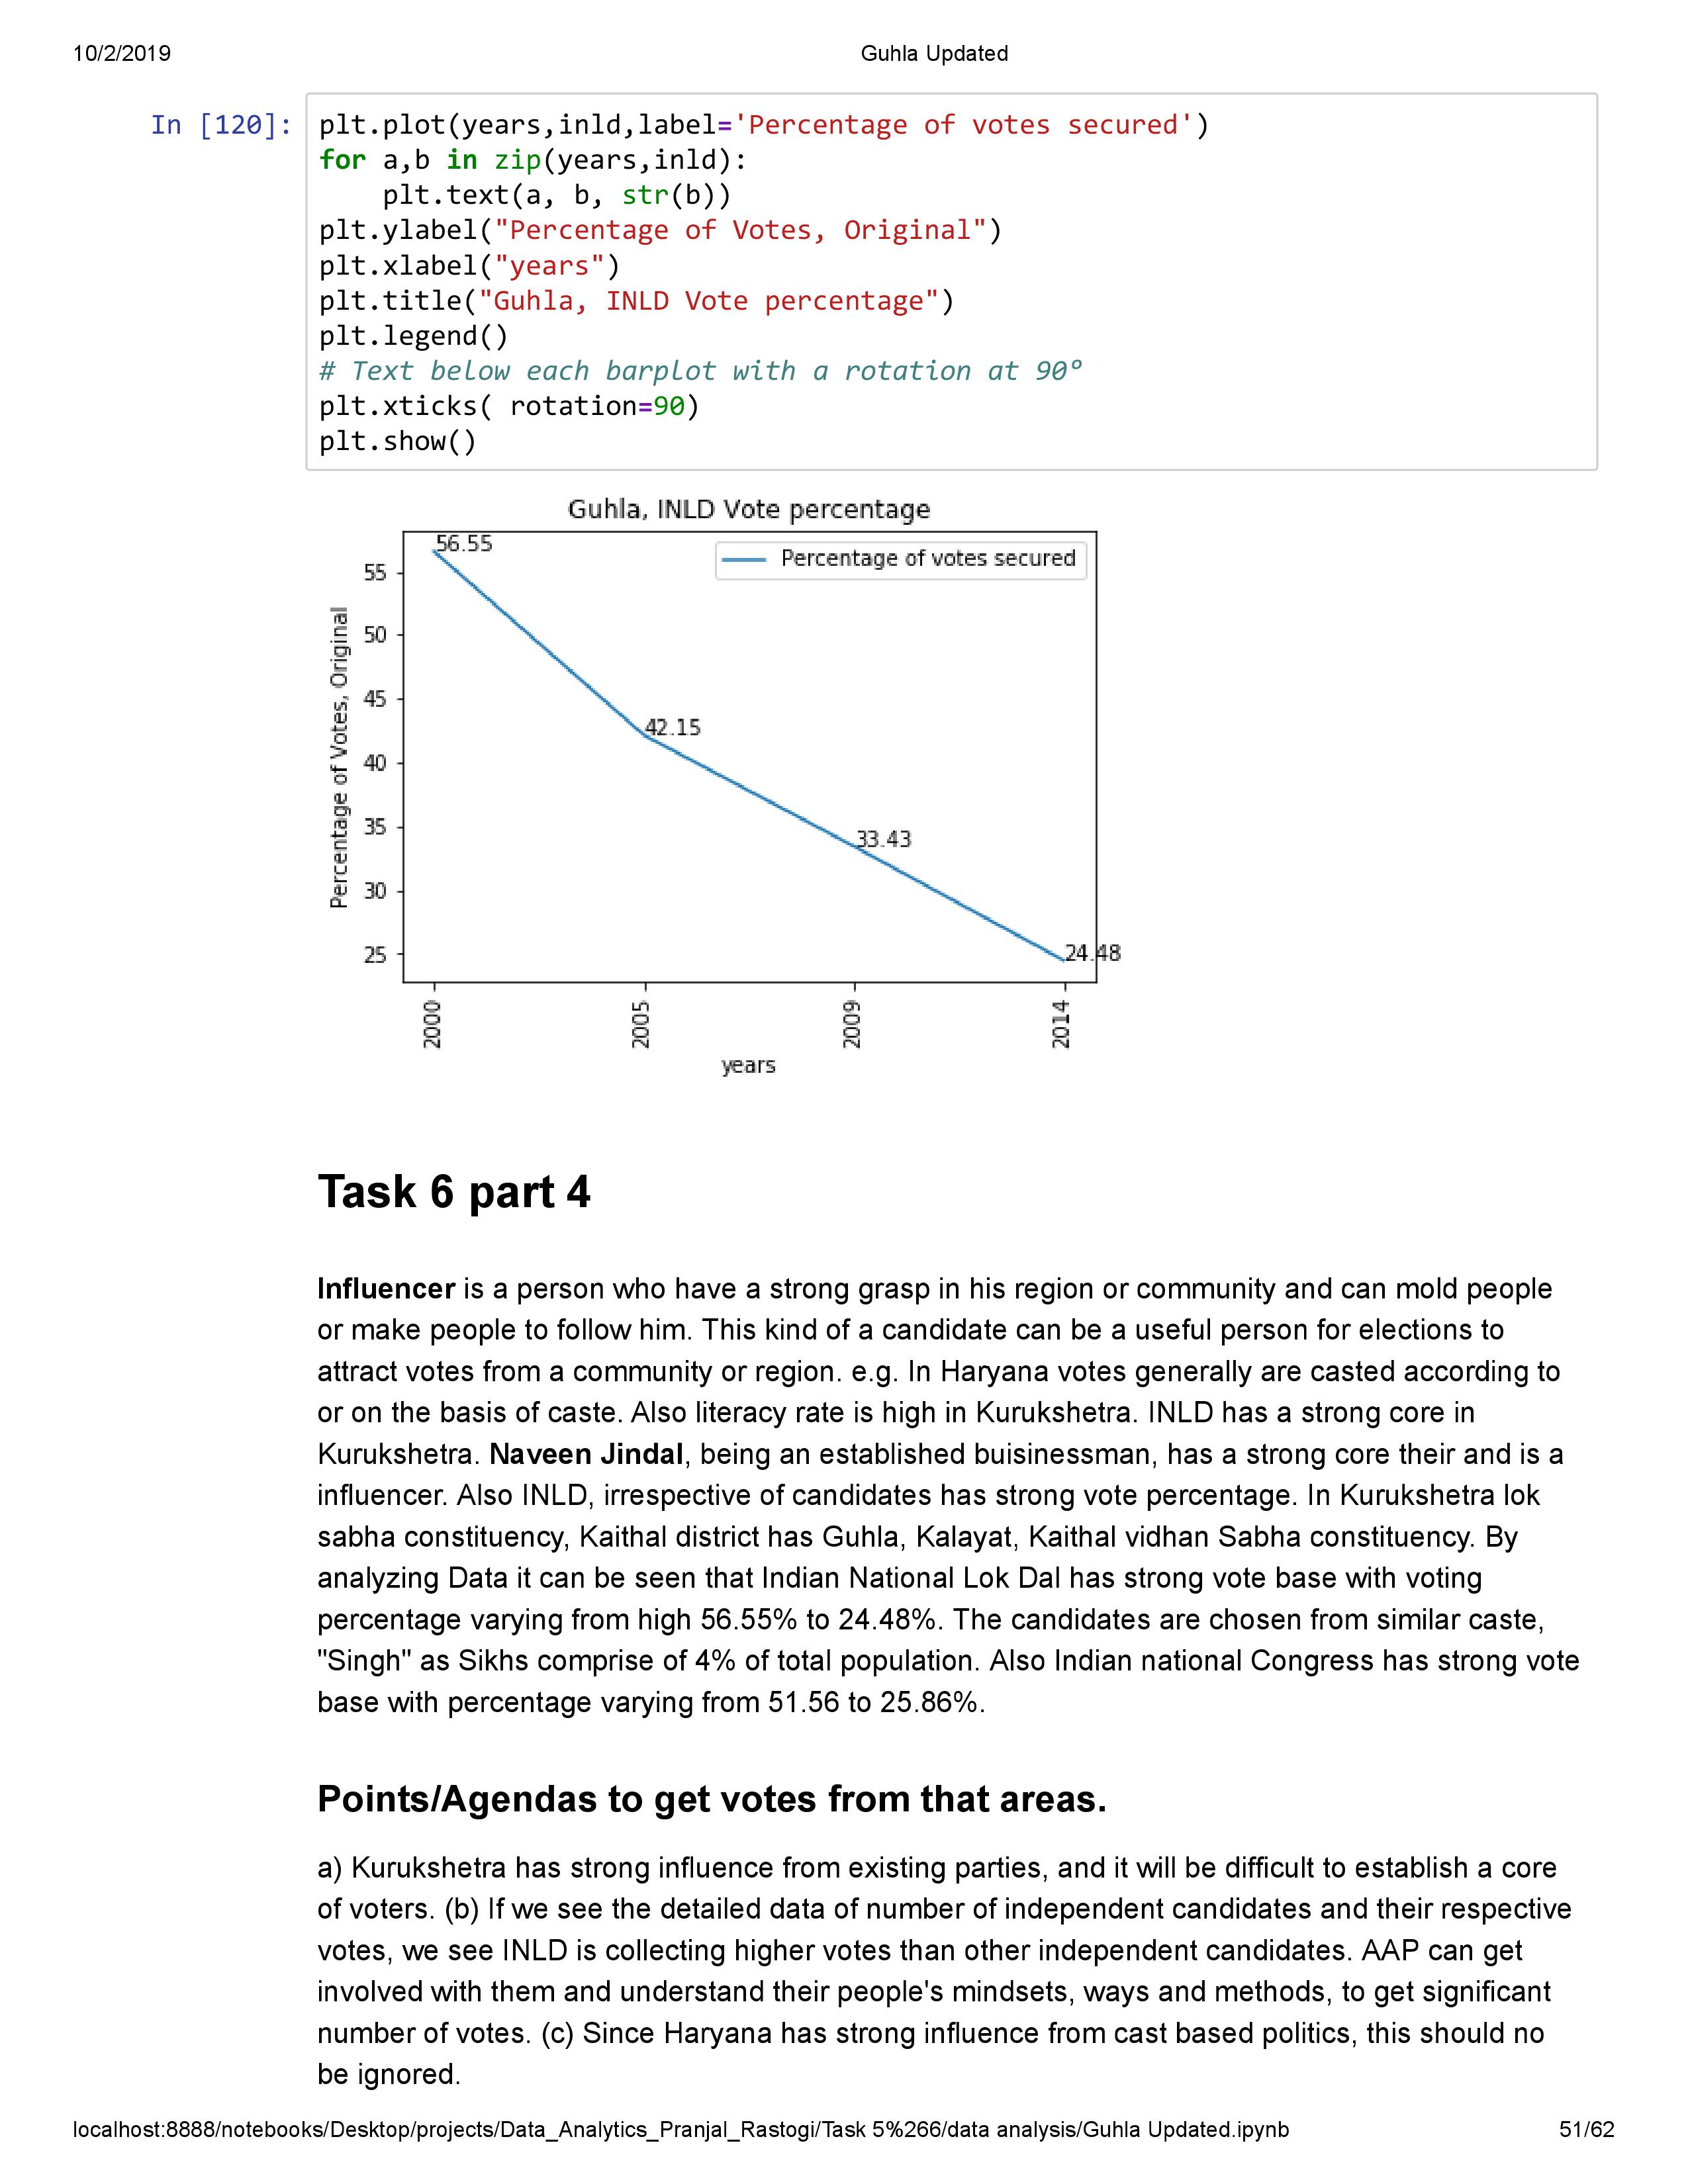 10/2/2019 Guhla Updated
In [120]: plt.plot(years,inld,label='Percentage of votes secured')
for a,b in zip(years,inld):
    plt.text(a, b, str(b))
plt.ylabel("Percentage of Votes, Original")
plt.xlabel("years")
plt.title("Guhla, INLD Vote percentage")
plt.legend()
# Text below each barplot with a rotation at 90º
plt.xticks( rotation=90)
plt.show()
Guhla, INLD Vote percentage
Percentage of votes secured
Percentage of Votes, Original
55
50
45
40
35
30
25
56.55
42.15
33.43
24.48
2000 2005 2009 2014
years
Task 6 part 4
Influencer is a person who have a strong grasp in his region or community and can mold people
or make people to follow him. This kind of a candidate can be a useful person for elections to
attract votes from a community or region. e.g. In Haryana votes generally are casted according to
or on the basis of caste. Also literacy rate is high in Kurukshetra. INLD has a strong core in
Kurukshetra. Naveen Jindal, being an established buisinessman, has a strong core their and is a
influencer. Also INLD, irrespective of candidates has strong vote percentage. In Kurukshetra lok
sabha constituency, Kaithal district has Guhla, Kalayat, Kaithal vidhan Sabha constituency. By
analyzing Data it can be seen that Indian National Lok Dal has strong vote base with voting
percentage varying from high 56.55% to 24.48%. The candidates are chosen from similar caste,
"Singh" as Sikhs comprise of 4% of total population. Also Indian national Congress has strong vote
base with percentage varying from 51.56 to 25.86%.
Points/Agendas to get votes from that areas.
a) Kurukshetra has strong influence from existing parties, and it will be difficult to establish a core
of voters. (b) If we see the detailed data of number of independent candidates and their respective
votes, we see INLD is collecting higher votes than other independent candidates. AAP can get
involved with them and understand their people's mindsets, ways and methods, to get significant
number of votes. (c) Since Haryana has strong influence from cast based politics, this should no
be ignored.
localhost:8888/notebooks/Desktop/projects/Data_Analytics_Pranjal_Rastogi/Task 5%266/data analysis/Guhla Updated.ipynb 51/62